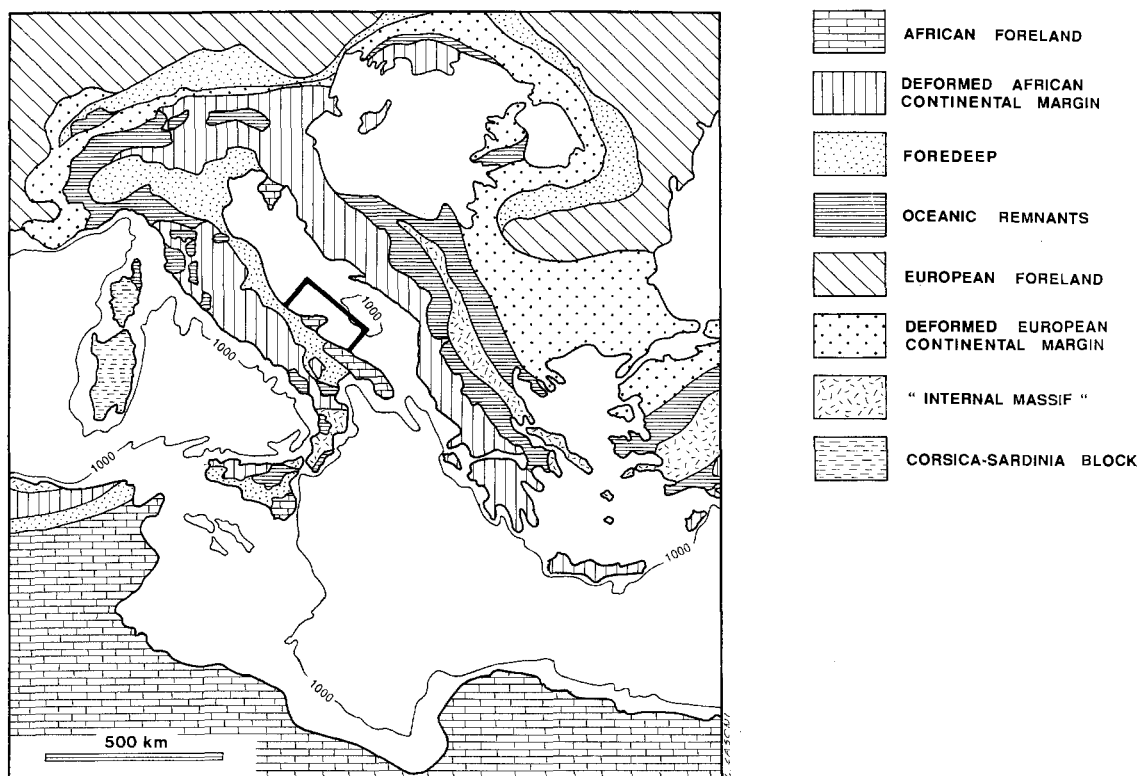 AFRICAN FORELAND
DEFORMED AFRICAN
CONTINENTAL MARGIN
FOREDEEP
OCEANIC REMNANTS
EUROPEAN FORELAND
DEFORMED EUROPEAN
CONTINENTAL MARGIN
" INTERNAL MASSIF "
CORSICA-SARDINIA BLOCK
1000
1000
1000
1000
1000
1000
500 km